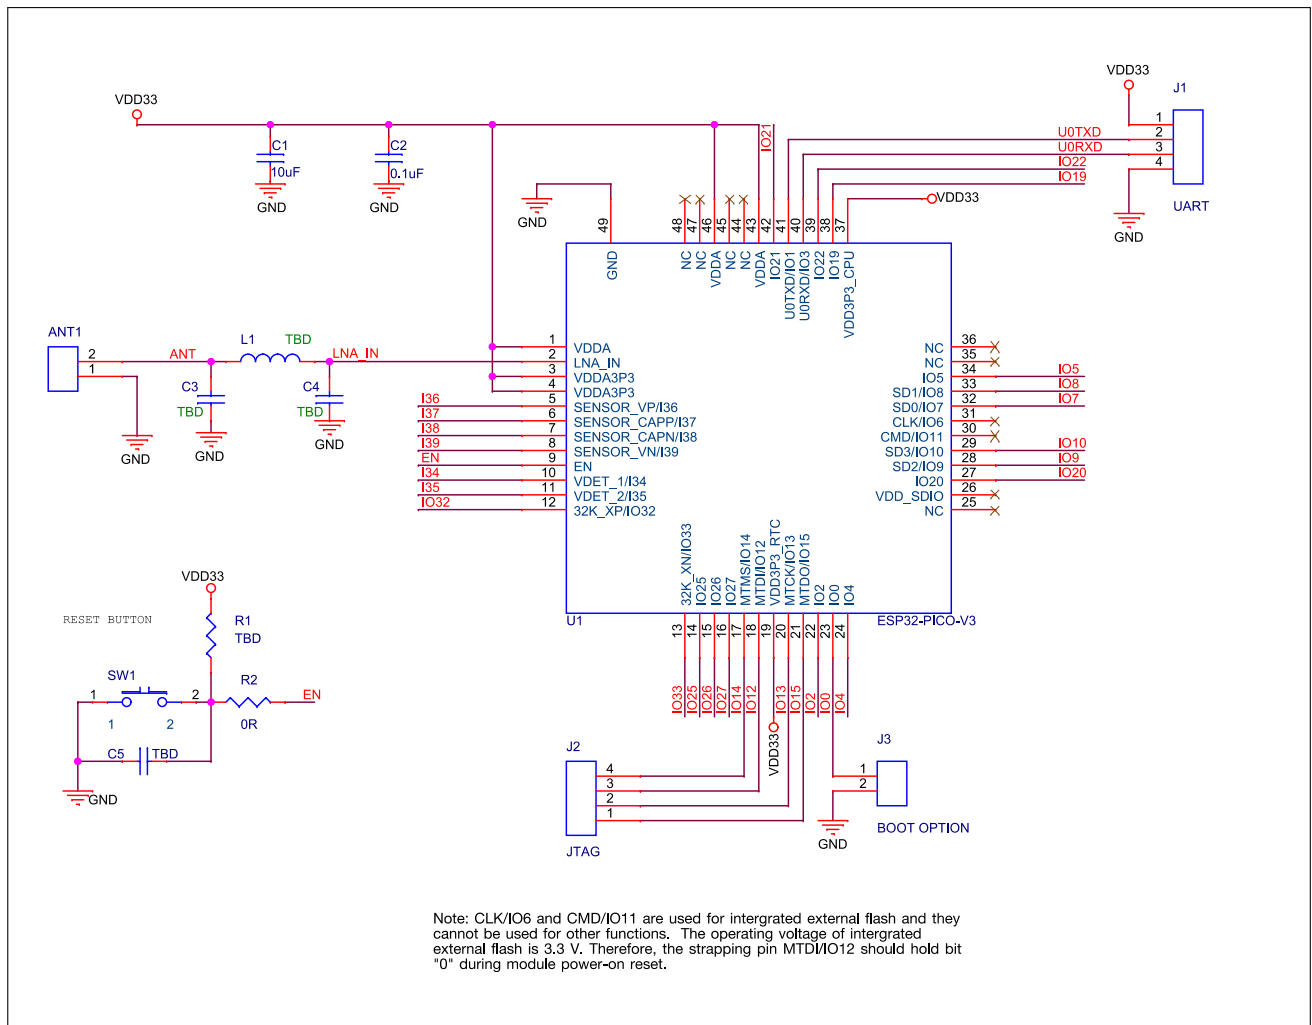 VDD33
C1
10uF
GND
C2
0.1uF
GND
IO21
VDD33
J1
1
2
3
4
U0TXD
U0RXD
IO22
IO19
UART
GND
VDD33
GND
49
48
47
46
45
44
43
42
41
40
39
38
37
GND
NC
NC
VDDA
NC
NC
VDDA
IO21
U0TXD/IO1
U0RXD/IO3
IO22
IO19
VDD3P3_CPU
ANT1
2
1
ANT
L1
TBD
LNA_IN
C3
TBD
GND
C4
TBD
GND
GND
1
2
3
4
5
6
7
8
9
10
11
12
VDDA
LNA_IN
VDDA3P3
VDDA3P3
SENSOR_VP/I36
SENSOR_CAPP/I37
SENSOR_CAPN/I38
SENSOR_VN/I39
EN
VDET_1/I34
VDET_2/I35
32K_XP/IO32
I36
I37
I38
I39
EN
I34
I35
IO32
NC
NC
IO5
SD1/IO8
SD0/IO7
CLK/IO6
CMD/IO11
SD3/IO10
SD2/IO9
IO20
VDD_SDIO
NC
36
35
34
33
32
31
30
29
28
27
26
25
IO5
IO8
IO7
IO10
IO9
IO20
32K_XN/IO33
IO25
IO26
IO27
MTMS/IO14
MTDI/IO12
VDD3P3_RTC
MTCK/IO13
MTDO/IO15
IO2
IO0
IO4
U1
ESP32-PICO-V3
13
14
15
16
17
18
19
20
21
22
23
24
IO33
IO25
IO26
IO27
IO14
IO12
VDD33
IO13
IO15
IO2
IO0
IO4
VDD33
RESET BUTTON
R1
TBD
SW1
1
2
1
2
R2
0R
EN
C5
TBD
GND
J2
4
3
2
1
JTAG
J3
1
2
BOOT OPTION
GND
Note: CLK/IO6 and CMD/IO11 are used for intergrated external flash and they
cannot be used for other functions. The operating voltage of intergrated
external flash is 3.3 V. Therefore, the strapping pin MTDI/IO12 should hold bit
"0" during module power-on reset.